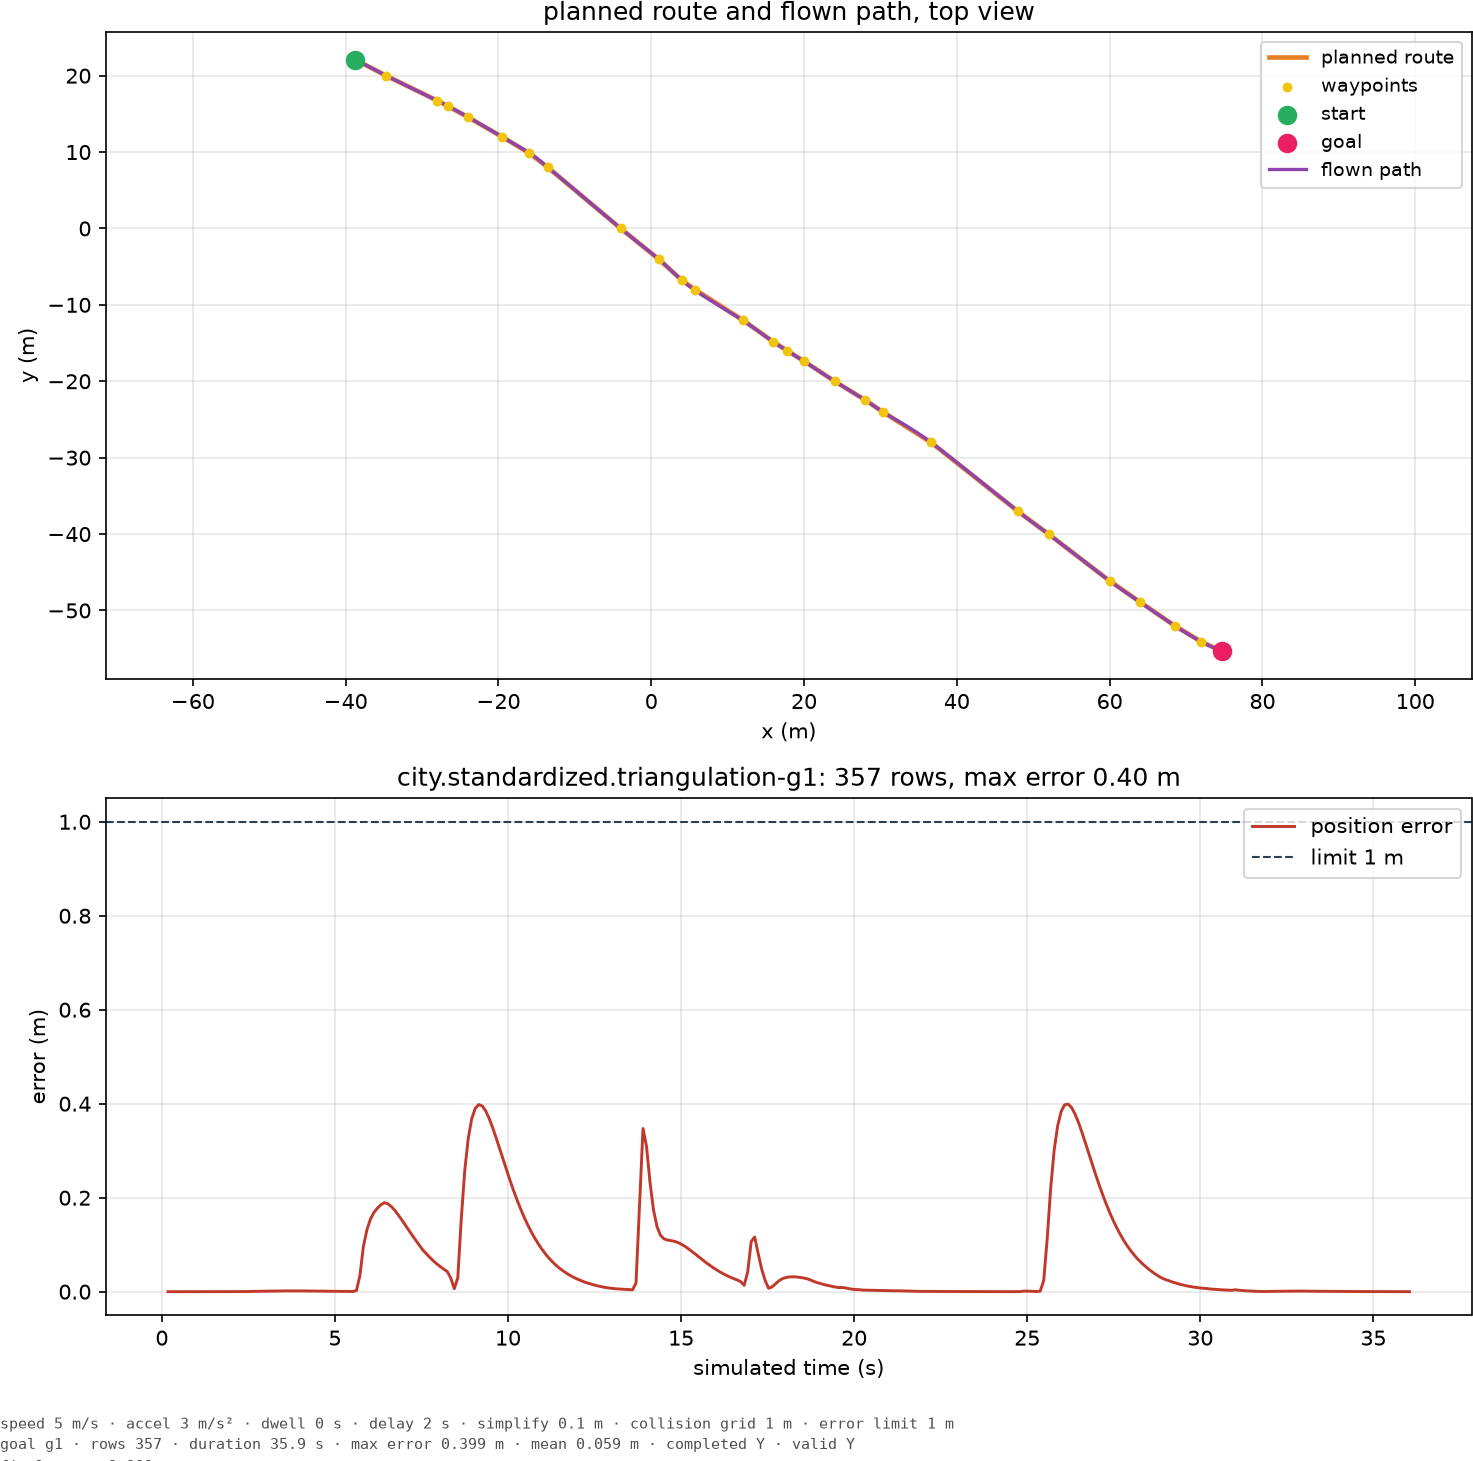 planned route and flown path, top view
planned route
waypoints
start
goal
flown path
20
10
0
−10
−20
−30
−40
−50
y (m)
−60
−40
−20
0
20
40
60
80
100
x (m)
city.standardized.triangulation-g1: 357 rows, max error 0.40 m
position error
limit 1 m
1.0
0.8
0.6
0.4
0.2
0.0
error (m)
0
5
10
15
20
25
30
35
simulated time (s)
speed 5 m/s · accel 3 m/s² · dwell 0 s · delay 2 s · simplify 0.1 m · collision grid 1 m · error limit 1 m
goal g1 · rows 357 · duration 35.9 s · max error 0.399 m · mean 0.059 m · completed Y · valid Y